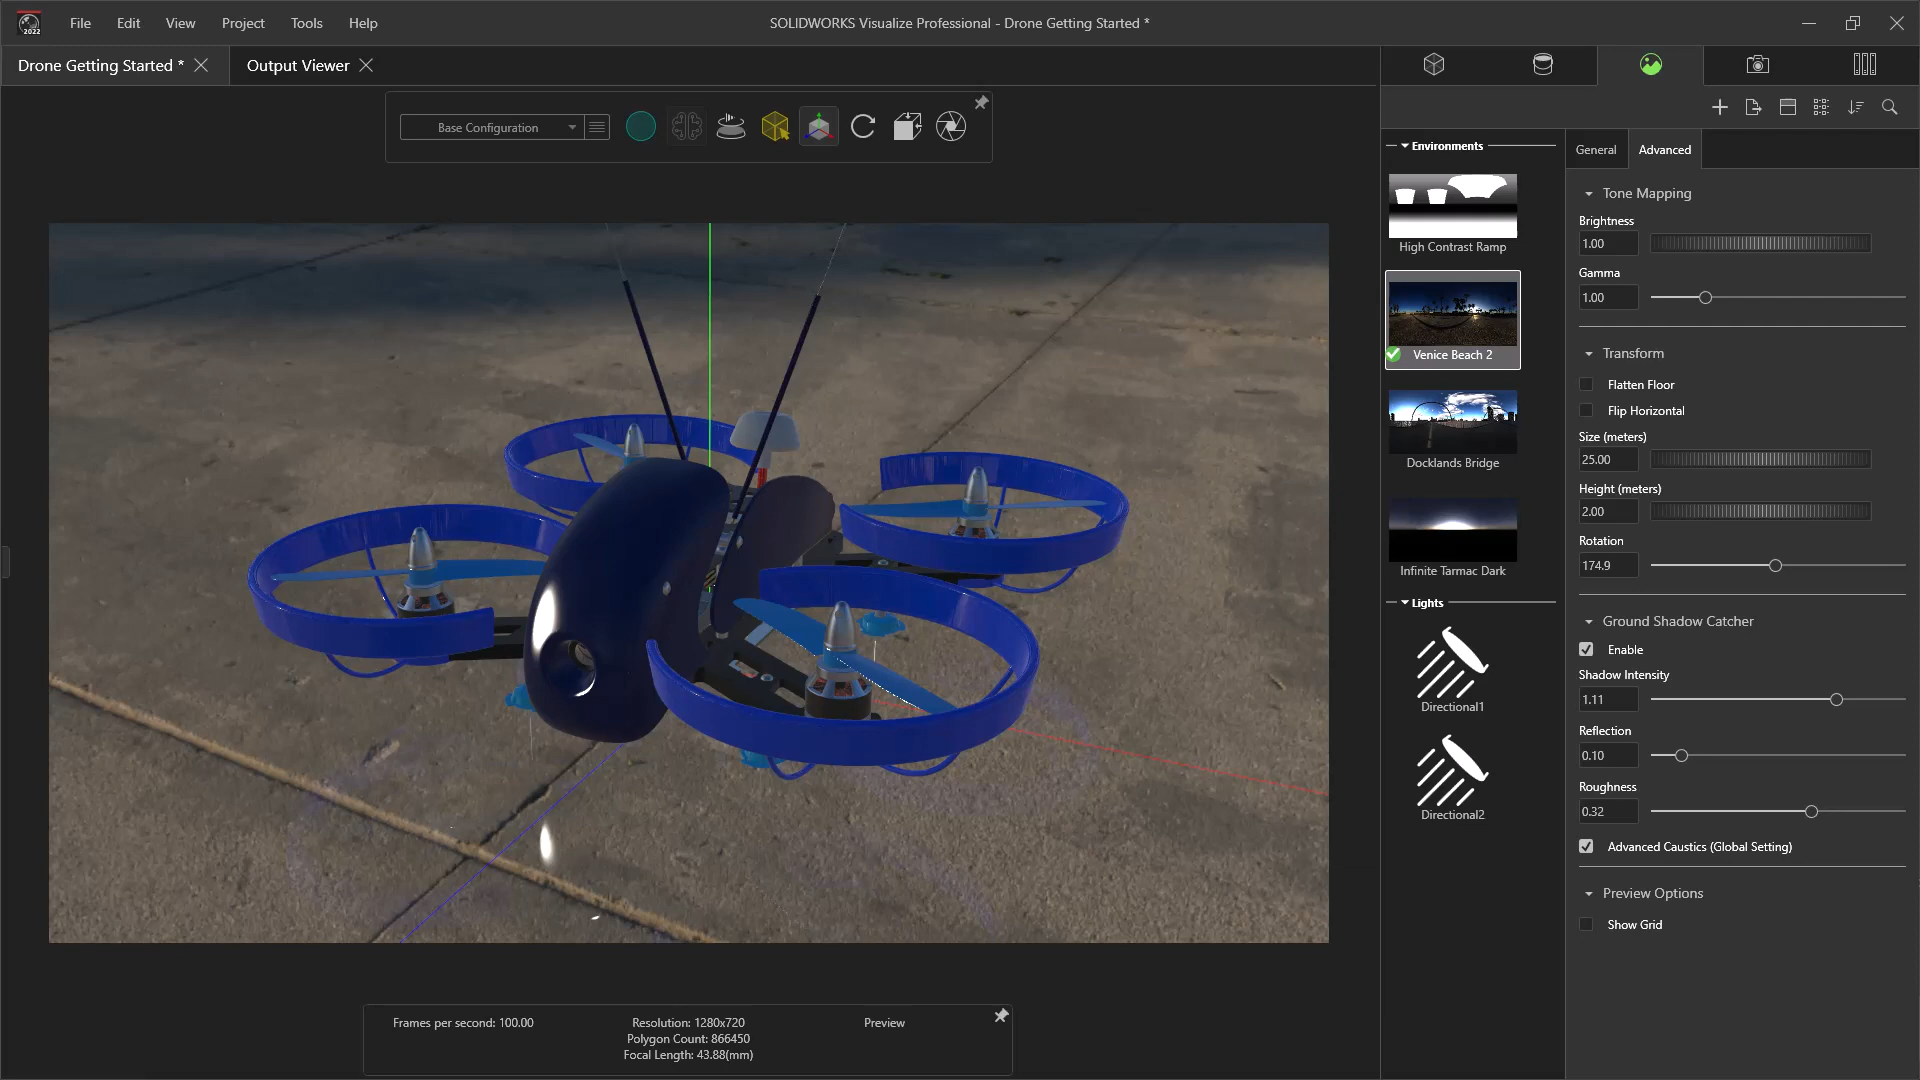 2022
File Edit View Project Tools Help
SOLIDWORKS Visualize Professional - Drone Getting Started *
Drone Getting Started *
Output Viewer
Base Configuration
Environments
High Contrast Ramp
Venice Beach 2
Docklands Bridge
Infinite Tarmac Dark
Lights
Directional1
Directional2
General Advanced
Tone Mapping
Brightness
1.00
Gamma
1.00
Transform
Flatten Floor
Flip Horizontal
Size (meters)
25.00
Height (meters)
2.00
Rotation
174.9
Ground Shadow Catcher
Enable
Shadow Intensity
1.11
Reflection
0.10
Roughness
0.32
Advanced Caustics (Global Setting)
Preview Options
Show Grid
Frames per second: 100.00
Resolution: 1280x720
Preview
Polygon Count: 866450
Focal Length: 43.88(mm)